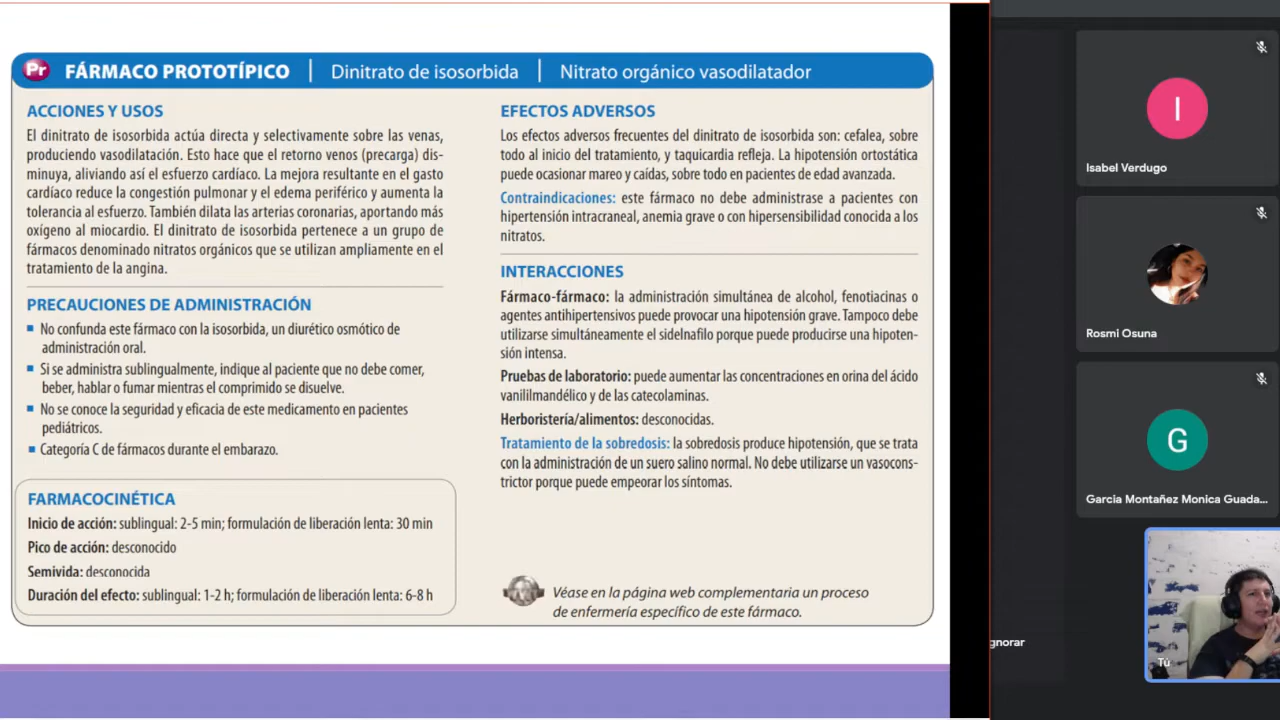 Pr FÁRMACO PROTOTÍPICO | Dinitrato de isosorbida | Nitrato orgánico vasodilatador
ACCIONES Y USOS
El dinitrato de isosorbida actúa directa y selectivamente sobre las venas,
produciendo vasodilatación. Esto hace que el retorno venos (precarga) dis-
minuya, aliviando así el esfuerzo cardíaco. La mejora resultante en el gasto
cardíaco reduce la congestión pulmonar y el edema periférico y aumenta la
tolerancia al esfuerzo. También dilata las arterias coronarias, aportando más
oxígeno al miocardio. El dinitrato de isosorbida pertenece a un grupo de
fármacos denominado nitratos orgánicos que se utilizan ampliamente en el
tratamiento de la angina.
PRECAUCIONES DE ADMINISTRACIÓN
■ No confunda este fármaco con la isosorbida, un diurético osmótico de
administración oral.
■ Si se administra sublingualmente, indique al paciente que no debe comer,
beber, hablar o fumar mientras el comprimido se disuelve.
■ No se conoce la seguridad y eficacia de este medicamento en pacientes
pediátricos.
■ Categoría C de fármacos durante el embarazo.
FARMACOCINÉTICA
Inicio de acción: sublingual: 2-5 min; formulación de liberación lenta: 30 min
Pico de acción: desconocido
Semivida: desconocida
Duración del efecto: sublingual: 1-2 h; formulación de liberación lenta: 6-8 h
EFECTOS ADVERSOS
Los efectos adversos frecuentes del dinitrato de isosorbida son: cefalea, sobre
todo al inicio del tratamiento, y taquicardia refleja. La hipotensión ortostática
puede ocasionar mareo y caídas, sobre todo en pacientes de edad avanzada.
Contraindicaciones: este fármaco no debe administrase a pacientes con
hipertensión intracraneal, anemia grave o con hipersensibilidad conocida a los
nitratos.
INTERACCIONES
Fármaco-fármaco: la administración simultánea de alcohol, fenotiacinas o
agentes antihipertensivos puede provocar una hipotensión grave. Tampoco debe
utilizarse simultáneamente el sidelnafilo porque puede producirse una hipoten-
sión intensa.
Pruebas de laboratorio: puede aumentar las concentraciones en orina del ácido
vanililmandélico y de las catecolaminas.
Herboristería/alimentos: desconocidas.
Tratamiento de la sobredosis: la sobredosis produce hipotensión, que se trata
con la administración de un suero salino normal. No debe utilizarse un vasocons-
trictor porque puede empeorar los síntomas.
Véase en la página web complementaria un proceso
de enfermería específico de este fármaco.
I
Isabel Verdugo
Rosmi Osuna
G
Garcia Montañez Monica Guada...
gnorar
Tú